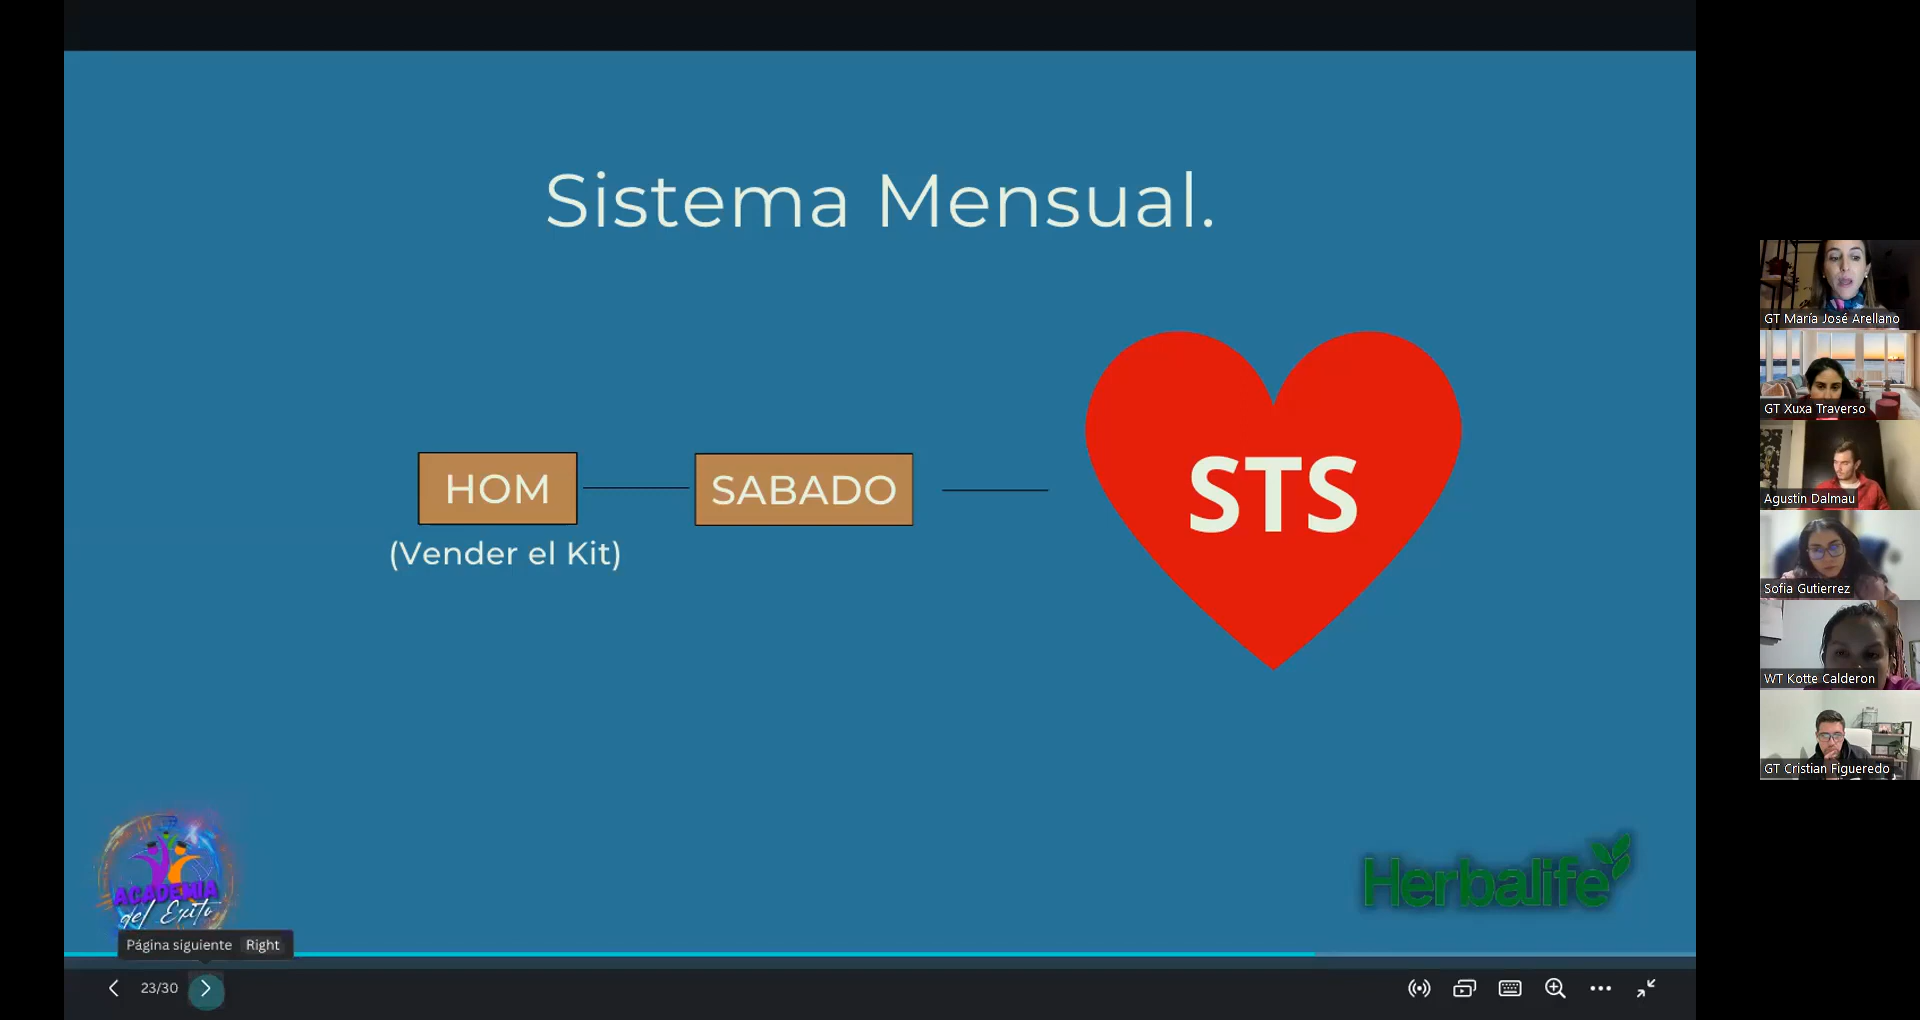 Sistema Mensual.
HOM
SABADO
STS
(Vender el Kit)
ACADEMIA
del Exito
Herbalife
Página siguiente Right
23/30
GT María José Arellano
GT Xuxa Traverso
Agustin Dalmau
Sofia Gutierrez
WT Kotte Calderon
GT Cristian Figueredo